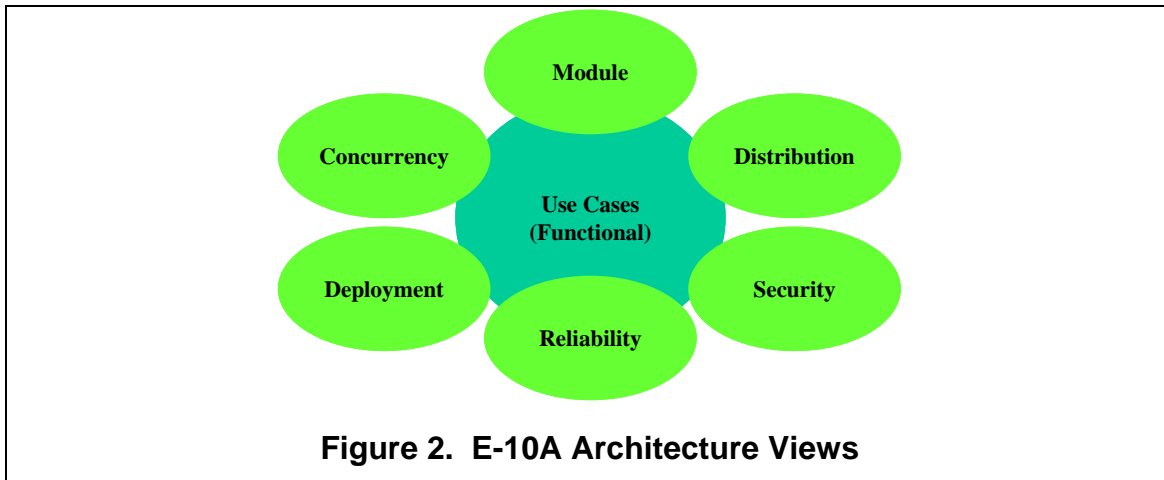 Module
Concurrency
Distribution
Use Cases
(Functional)
Deployment
Security
Reliability
Figure 2.  E-10A Architecture Views